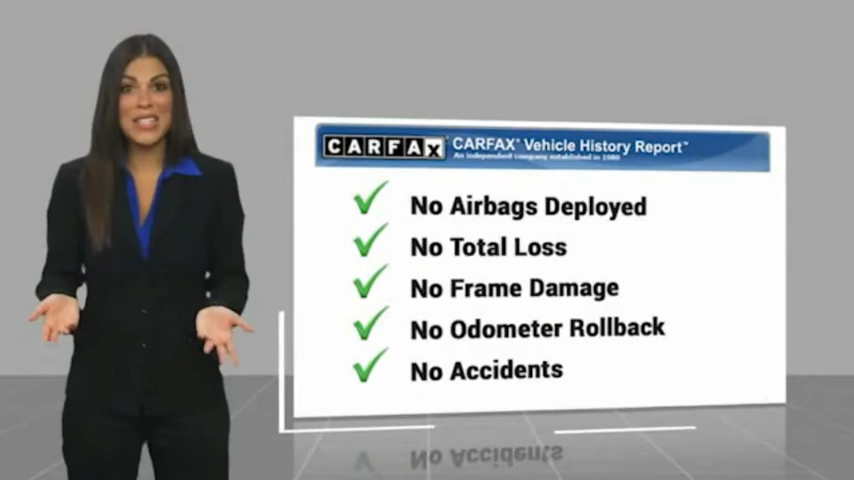 CARFAX CARFAX® Vehicle History Report™
An independent company established in 1986
No Airbags Deployed
No Total Loss
No Frame Damage
No Odometer Rollback
No Accidents
No Accidents